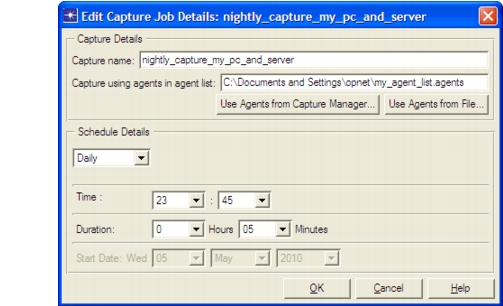 Edit Capture Job Details: nightly_capture_my_pc_and_server
Capture Details
Capture name: nightly_capture_my_pc_and_server
Capture using agents in agent list: C:\Documents and Settings\opnet\my_agent_list.agents
Use Agents from Capture Manager... Use Agents from File...
Schedule Details
Daily
Time : 23 : 45
Duration: 0 Hours 05 Minutes
Start Date: Wed 05 May 2010
OK Cancel Help